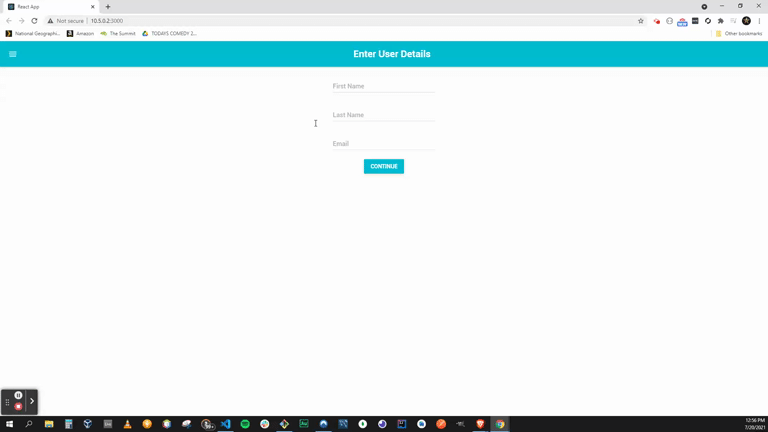 React App
Not secure | 10.5.0.2:3000
National Geographi...
Amazon
The Summit
TODAYS COMEDY 2...
Other bookmarks
Enter User Details
First Name
Last Name
Email
CONTINUE
12:56 PM
7/20/2021